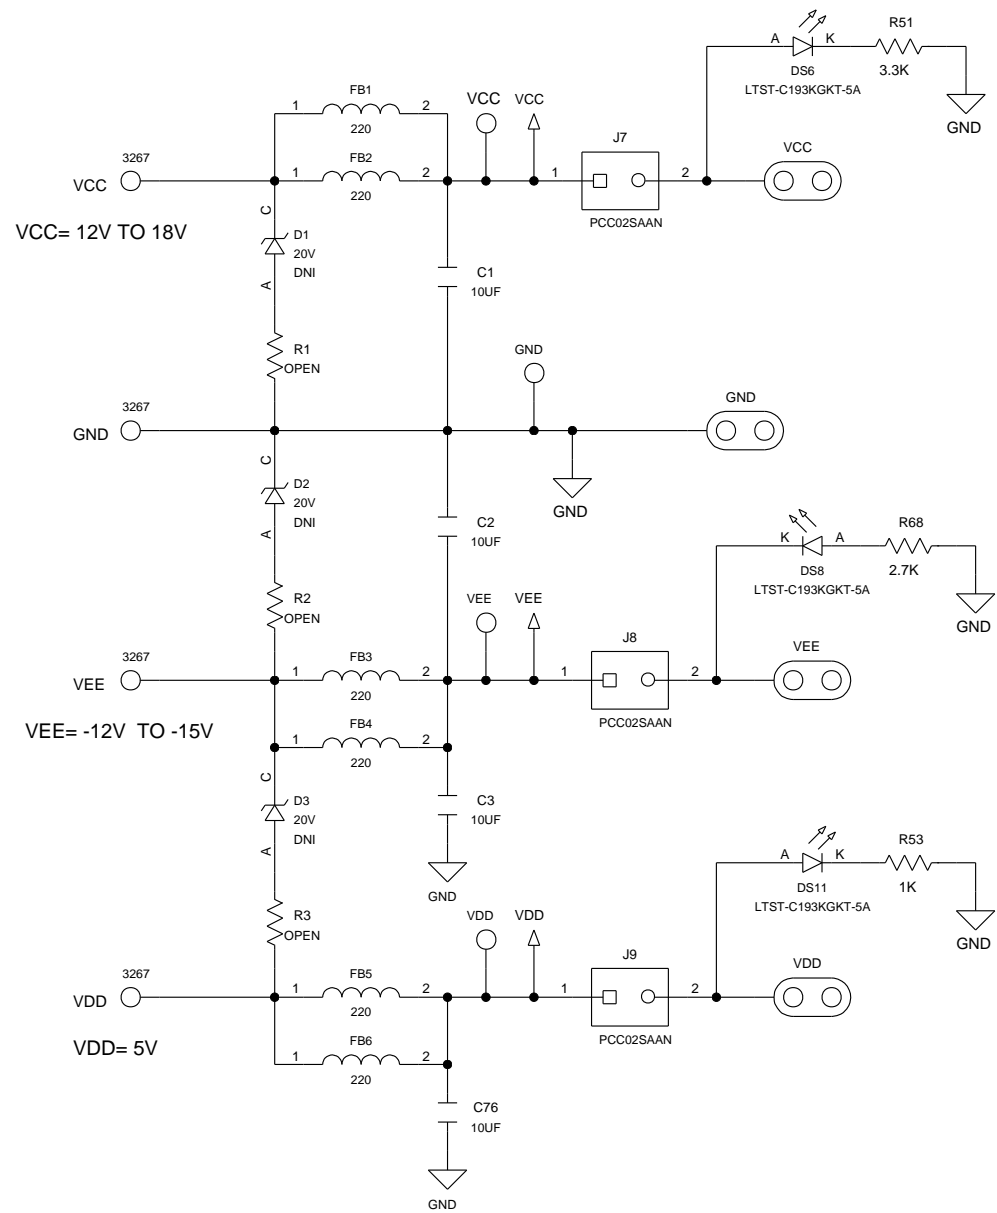 A K R51
DS6 3.3K
LTST-C193KGKT-5A
GND
FB1
1 2 VCC VCC
220 J7
3267 FB2 VCC
VCC 1 2 1 2
220
PCC02SAAN
VCC= 12V TO 18V
C
D1
20V
DNI
A
C1
10UF
R1
OPEN
GND
3267 GND
GND
C
D2
20V
DNI
A
GND
C2
10UF
R68
K A
DS8 2.7K
LTST-C193KGKT-5A
GND
R2
OPEN
VEE VEE
J8
3267 FB3 VEE
VEE 1 2 1 2
220
PCC02SAAN
VEE= -12V TO -15V
FB4
1 2
220
C
D3
20V
DNI
A
C3
10UF
GND
R53
A K
DS11 1K
LTST-C193KGKT-5A
GND
R3
OPEN
VDD VDD
J9
3267 FB5 VDD
VDD 1 2 1 2
220
PCC02SAAN
VDD= 5V
FB6
1 2
220
C76
10UF
GND